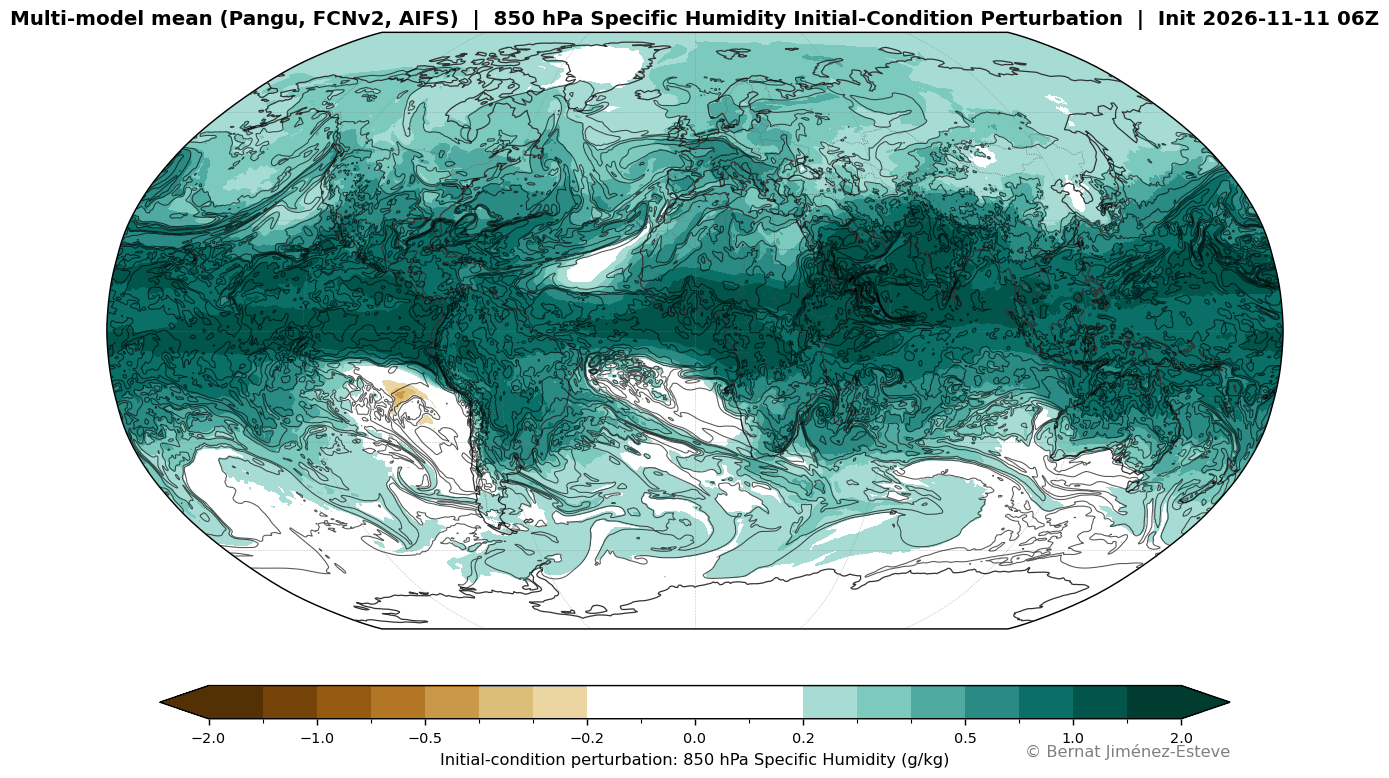 Multi-model mean (Pangu, FCNv2, AIFS) | 850 hPa Specific Humidity Initial-Condition Perturbation | Init 2026-11-11 06Z
−2.0 −1.0 −0.5 −0.2 0.0 0.2 0.5 1.0 2.0
Initial-condition perturbation: 850 hPa Specific Humidity (g/kg)
© Bernat Jiménez-Esteve